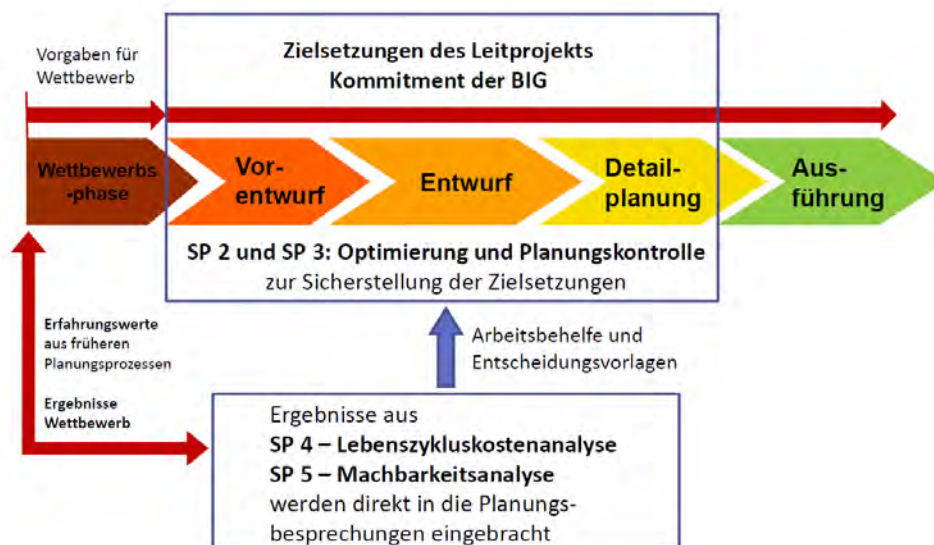 Vorgaben für
Wettbewerb
Zielsetzungen des Leitprojekts
Kommitment der BIG
Wettbewerbs
-phase
Vor-
entwurf
Entwurf
Detail-
planung
Aus-
führung
SP 2 und SP 3: Optimierung und Planungskontrolle
zur Sicherstellung der Zielsetzungen
Erfahrungswerte
aus früheren
Planungsprozessen
Arbeitsbehelfe und
Entscheidungsvorlagen
Ergebnisse
Wettbewerb
Ergebnisse aus
SP 4 – Lebenszykluskostenanalyse
SP 5 – Machbarkeitsanalyse
werden direkt in die Planungs-
besprechungen eingebracht